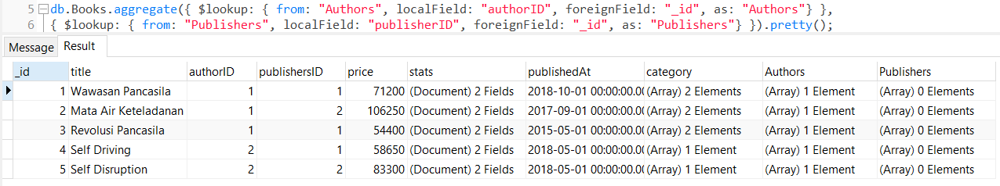 5 db.Books.aggregate({ $lookup: { from: "Authors", localField: "authorID", foreignField: "_id", as: "Authors"} },
6 { $lookup: { from: "Publishers", localField: "publisherID", foreignField: "_id", as: "Publishers"} }).pretty();
Message Result
_id title authorID publishersID price stats publishedAt category Authors Publishers
1 Wawasan Pancasila 1 1 71200 (Document) 2 Fields 2018-10-01 00:00:00.00 (Array) 2 Elements (Array) 1 Element (Array) 0 Elements
2 Mata Air Keteladanan 1 2 106250 (Document) 2 Fields 2017-09-01 00:00:00.00 (Array) 2 Elements (Array) 1 Element (Array) 0 Elements
3 Revolusi Pancasila 1 1 54400 (Document) 2 Fields 2015-05-01 00:00:00.00 (Array) 2 Elements (Array) 1 Element (Array) 0 Elements
4 Self Driving 2 1 58650 (Document) 2 Fields 2018-05-01 00:00:00.00 (Array) 1 Element (Array) 1 Element (Array) 0 Elements
5 Self Disruption 2 2 83300 (Document) 2 Fields 2018-05-01 00:00:00.00 (Array) 1 Element (Array) 1 Element (Array) 0 Elements